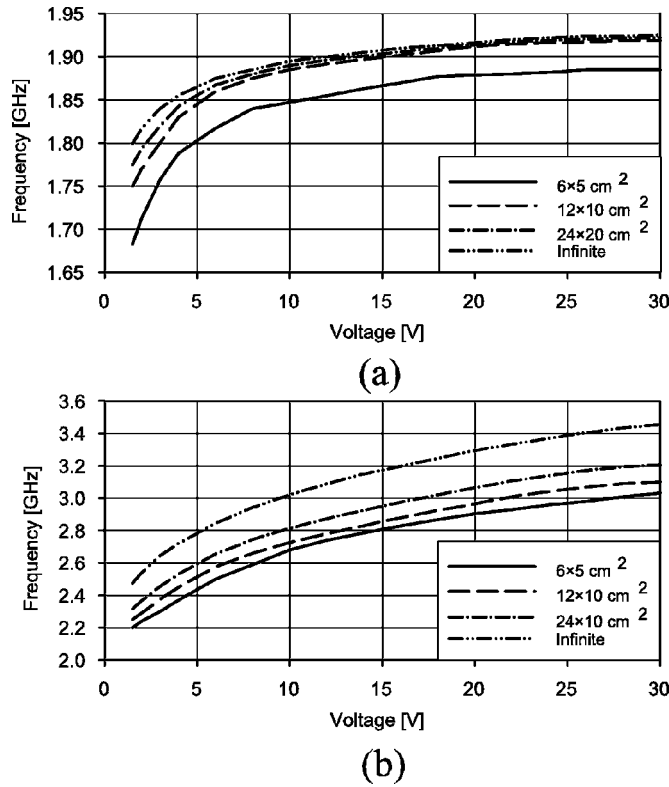 Frequency [GHz]
1.95
1.90
1.85
1.80
1.75
1.70
1.65
6×5 cm 2
12×10 cm 2
24×20 cm 2
Infinite
0 5 10 15 20 25 30
Voltage [V]
(a)
Frequency [GHz]
3.6
3.4
3.2
3.0
2.8
2.6
2.4
2.2
2.0
6×5 cm 2
12×10 cm 2
24×10 cm 2
Infinite
0 5 10 15 20 25 30
Voltage [V]
(b)